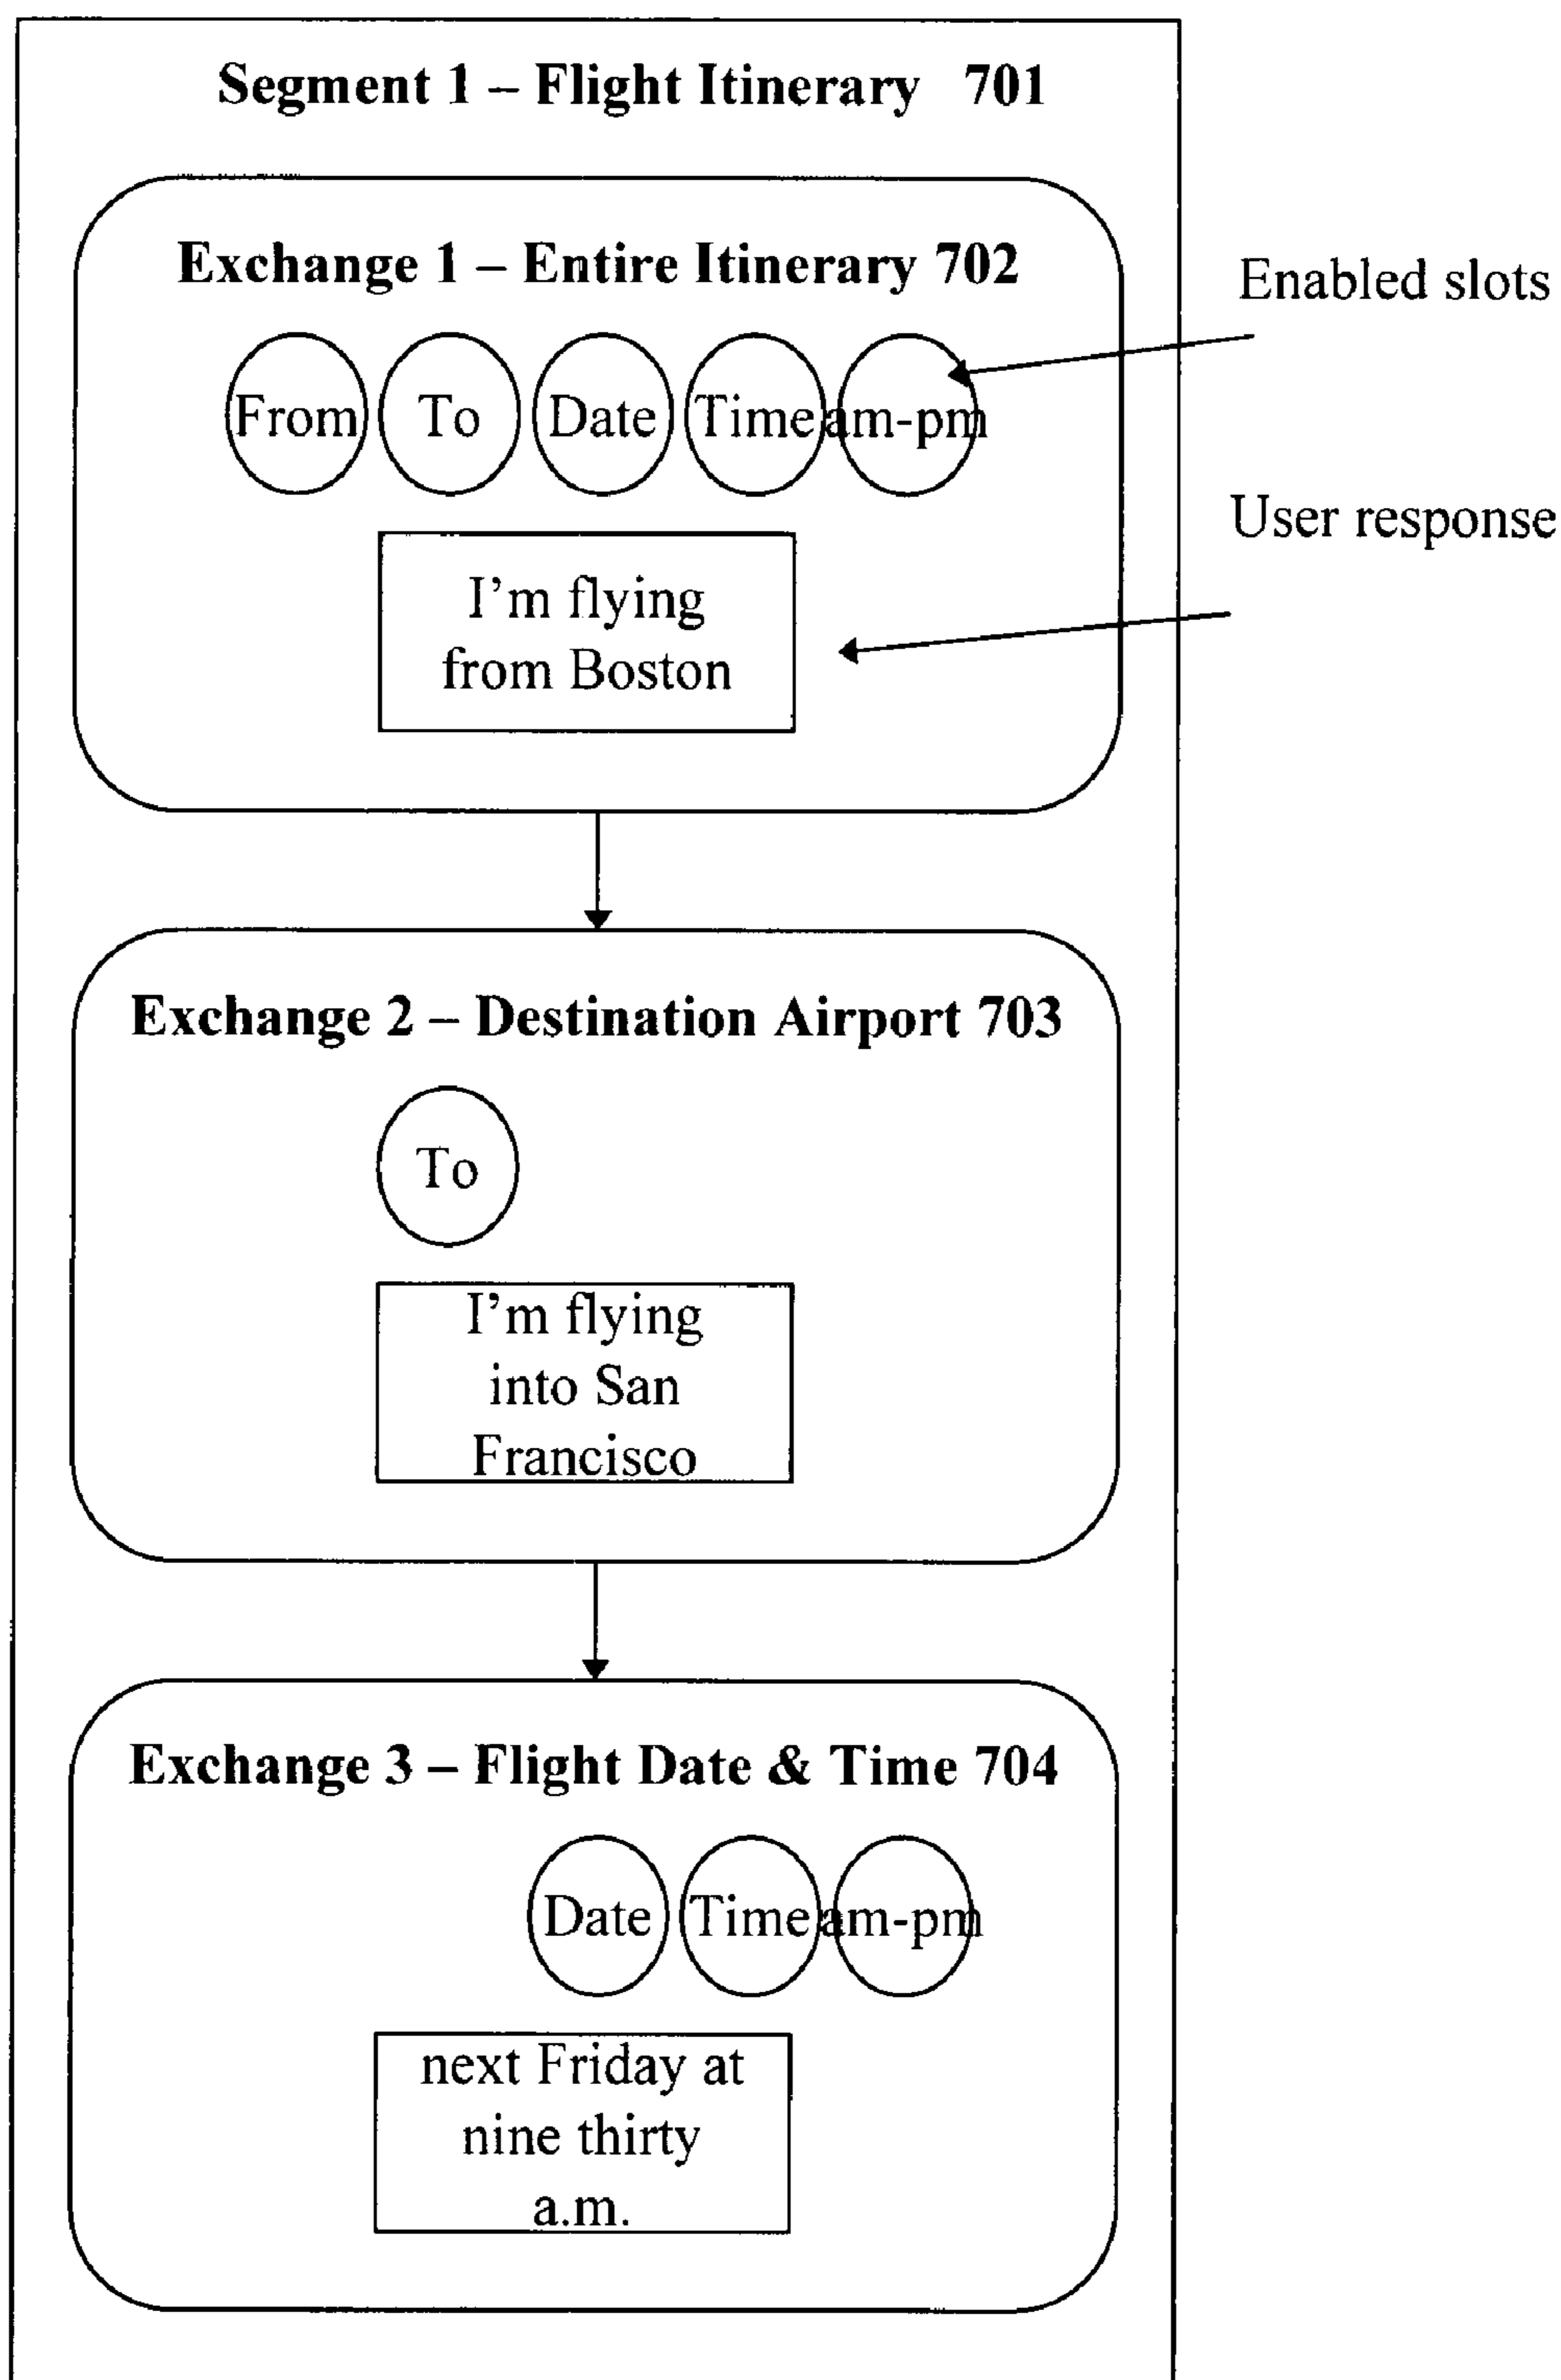 Segment 1 – Flight Itinerary 701
Exchange 1 – Entire Itinerary 702
Enabled slots
From To Date Time am-pm
User response
I'm flying
from Boston
Exchange 2 – Destination Airport 703
To
I'm flying
into San
Francisco
Exchange 3 – Flight Date & Time 704
Date Time am-pm
next Friday at
nine thirty
a.m.